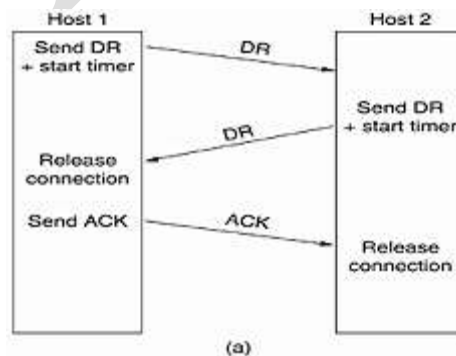 Host 1
Host 2
Send DR
+ start timer
DR
Send DR
+ start timer
DR
Release
connection
Send ACK
ACK
Release
connection
(a)